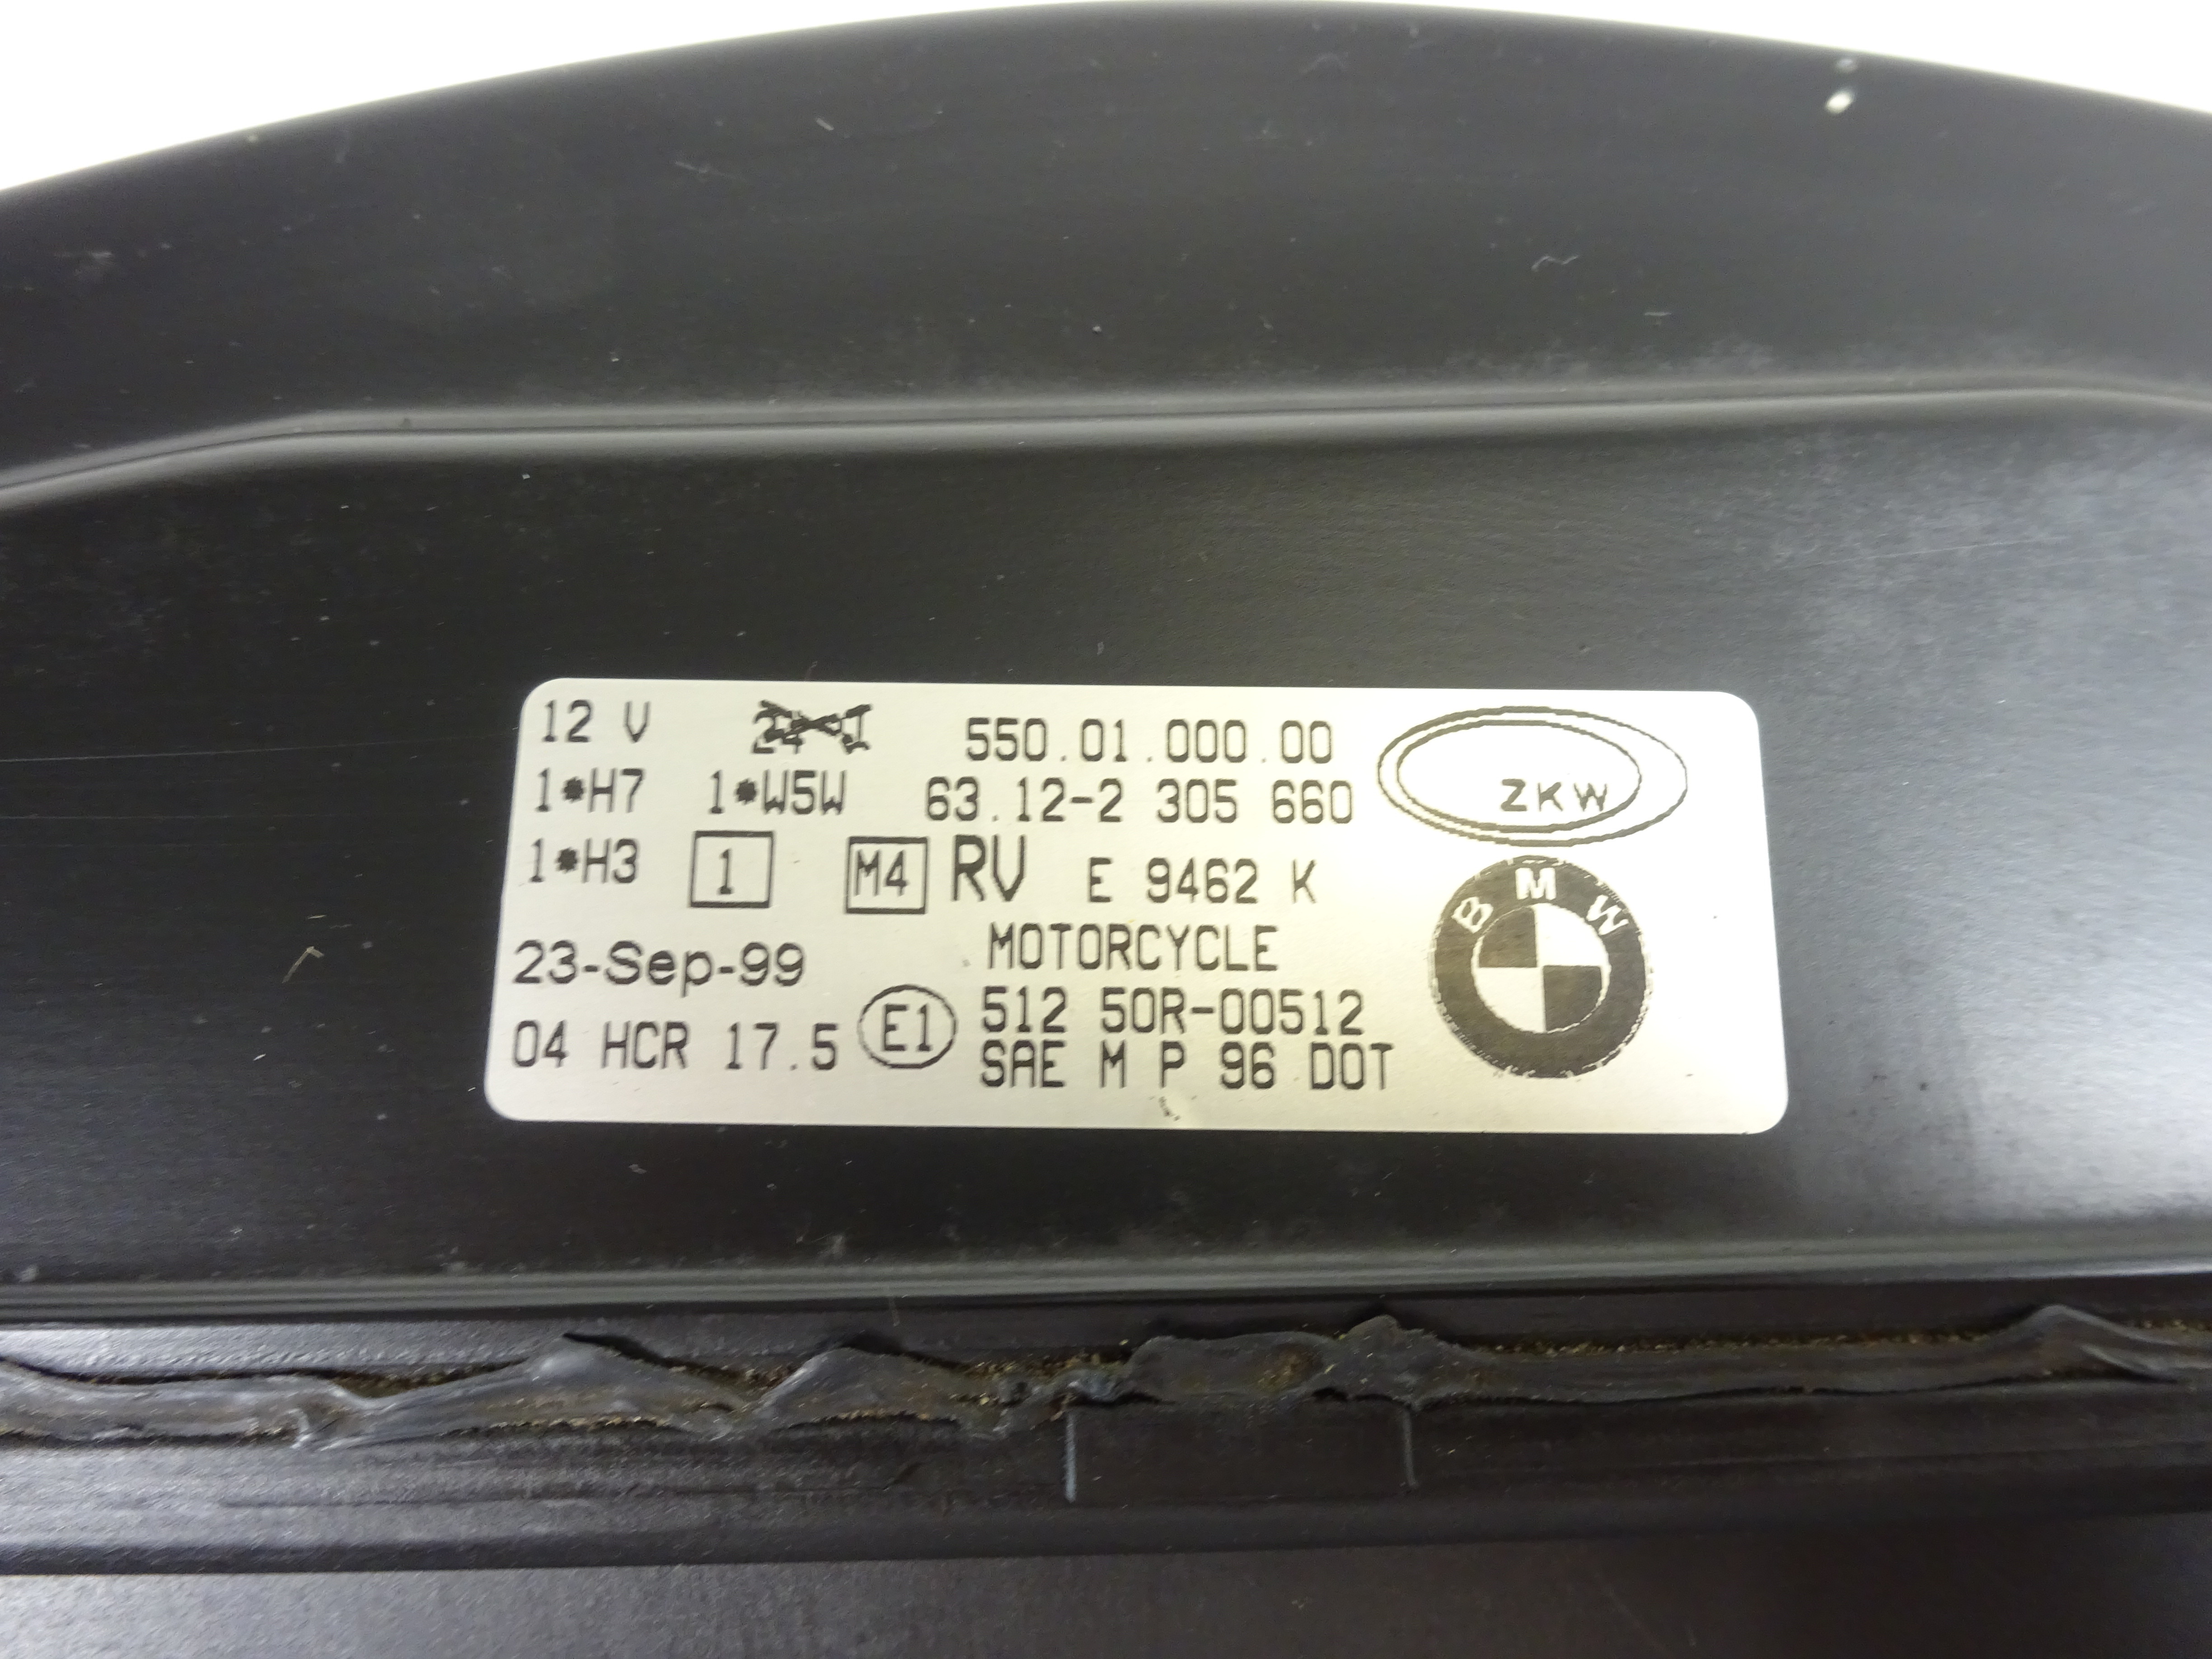 12 V 550.01.000.00
1*H7 1*W5W 63.12-2 305 660
ZKW
1*H3 1 M4 RV E 9462 K
BMW
23-Sep-99 MOTORCYCLE
04 HCR 17.5 E1 512 50R-00512
SAE M P 96 DOT